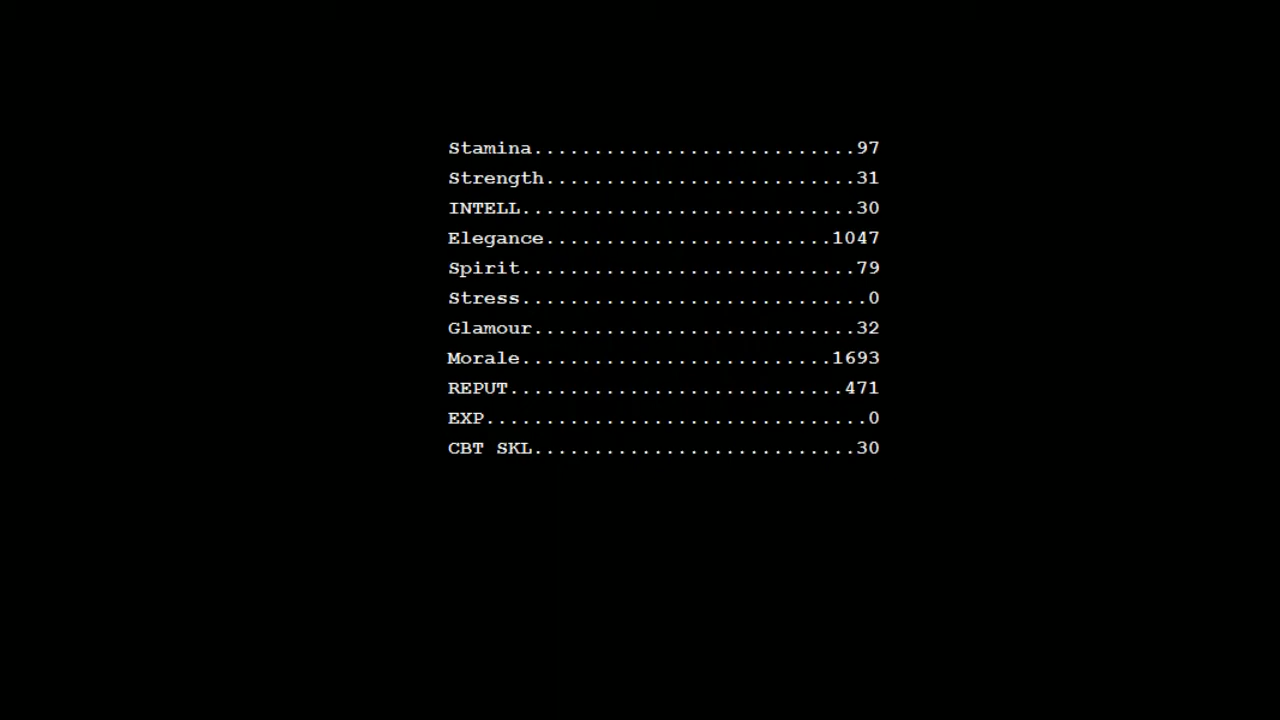 Stamina...........................97
Strength..........................31
INTELL............................30
Elegance........................1047
Spirit............................79
Stress.............................0
Glamour...........................32
Morale..........................1693
REPUT............................471
EXP................................0
CBT SKL...........................30